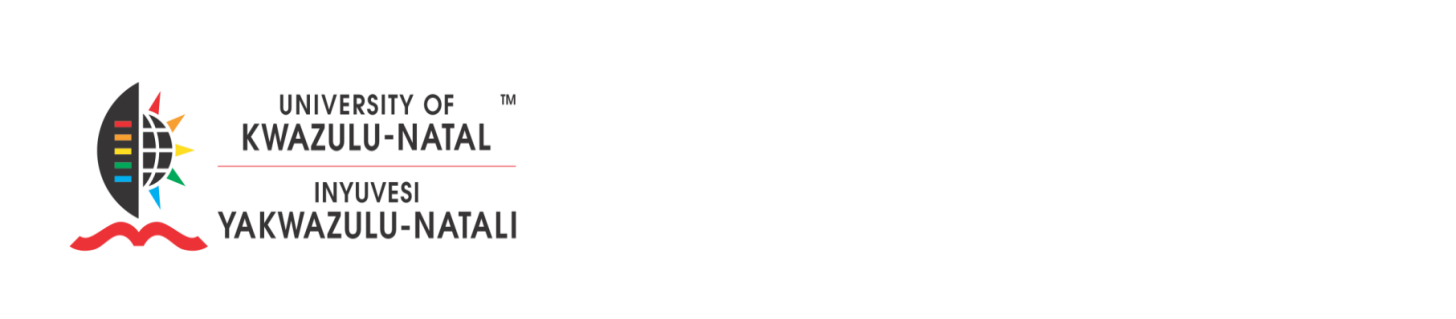 UNIVERSITY OF ™
KWAZULU-NATAL
INYUVESI
YAKWAZULU-NATALI